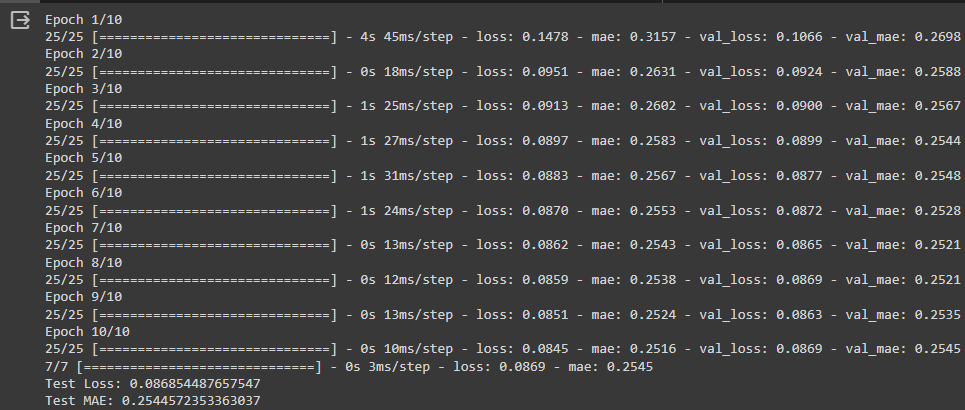 Epoch 1/10
25/25 [==============================] - 4s 45ms/step - loss: 0.1478 - mae: 0.3157 - val_loss: 0.1066 - val_mae: 0.2698
Epoch 2/10
25/25 [==============================] - 0s 18ms/step - loss: 0.0951 - mae: 0.2631 - val_loss: 0.0924 - val_mae: 0.2588
Epoch 3/10
25/25 [==============================] - 1s 25ms/step - loss: 0.0913 - mae: 0.2602 - val_loss: 0.0900 - val_mae: 0.2567
Epoch 4/10
25/25 [==============================] - 1s 27ms/step - loss: 0.0897 - mae: 0.2583 - val_loss: 0.0899 - val_mae: 0.2544
Epoch 5/10
25/25 [==============================] - 1s 31ms/step - loss: 0.0883 - mae: 0.2567 - val_loss: 0.0877 - val_mae: 0.2548
Epoch 6/10
25/25 [==============================] - 1s 24ms/step - loss: 0.0870 - mae: 0.2553 - val_loss: 0.0872 - val_mae: 0.2528
Epoch 7/10
25/25 [==============================] - 0s 13ms/step - loss: 0.0862 - mae: 0.2543 - val_loss: 0.0865 - val_mae: 0.2521
Epoch 8/10
25/25 [==============================] - 0s 12ms/step - loss: 0.0859 - mae: 0.2538 - val_loss: 0.0869 - val_mae: 0.2521
Epoch 9/10
25/25 [==============================] - 0s 13ms/step - loss: 0.0851 - mae: 0.2524 - val_loss: 0.0863 - val_mae: 0.2535
Epoch 10/10
25/25 [==============================] - 0s 10ms/step - loss: 0.0845 - mae: 0.2516 - val_loss: 0.0869 - val_mae: 0.2545
7/7 [==============================] - 0s 3ms/step - loss: 0.0869 - mae: 0.2545
Test Loss: 0.086854487657547
Test MAE: 0.2544572353363037